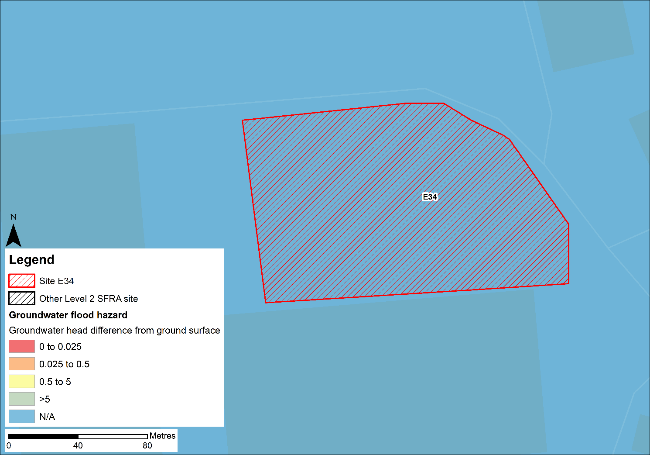 E34
N
Legend
Site E34
Other Level 2 SFRA site
Groundwater flood hazard
Groundwater head difference from ground surface
0 to 0.025
0.025 to 0.5
0.5 to 5
>5
N/A
Metres
0 40 80